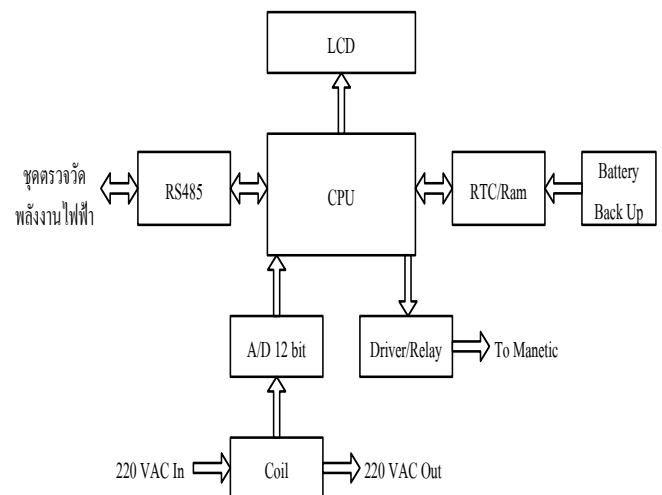 LCD
ชุดตรวจวัด
พลังงานไฟฟ้า
RS485
CPU
RTC/Ram
Battery
Back Up
A/D 12 bit
Driver/Relay
To Manetic
220 VAC In
Coil
220 VAC Out